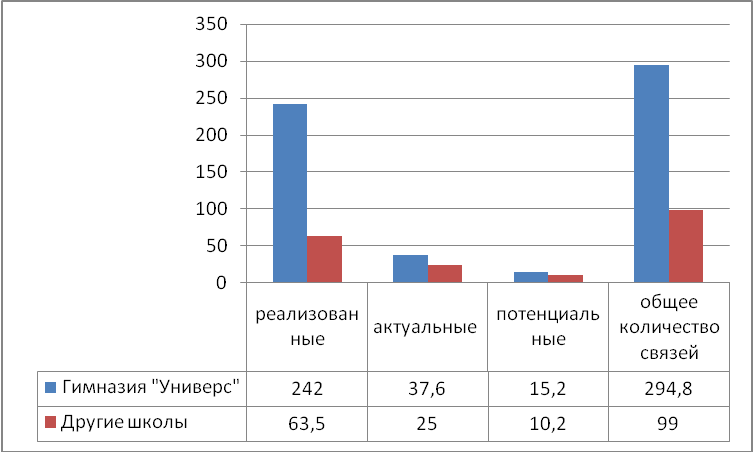 350
300
250
200
150
100
50
0
реализован
ные
актуальные
потенциаль
ные
общее
количество
связей
Гимназия "Универс" 242 37,6 15,2 294,8
Другие школы 63,5 25 10,2 99